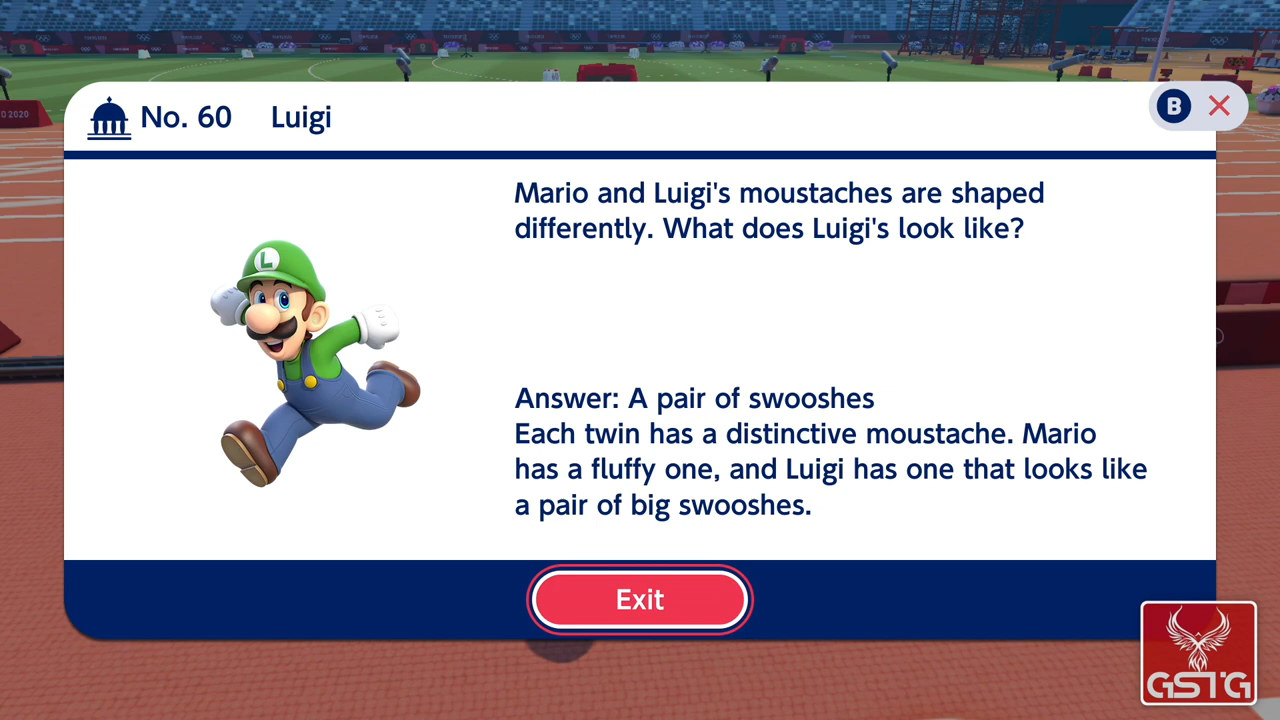 No. 60 Luigi
B
Mario and Luigi's moustaches are shaped
differently. What does Luigi's look like?
L
Answer: A pair of swooshes
Each twin has a distinctive moustache. Mario
has a fluffy one, and Luigi has one that looks like
a pair of big swooshes.
Exit
GSTG